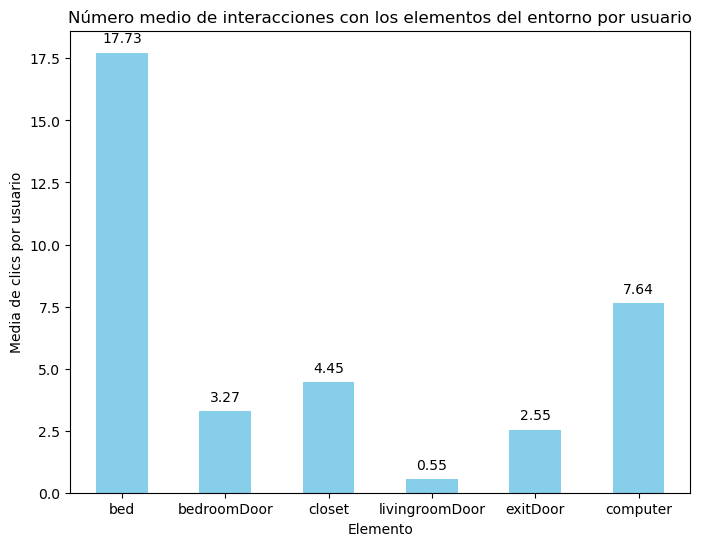 Número medio de interacciones con los elementos del entorno por usuario
17.73
17.5
15.0
12.5
10.0
7.5
5.0
2.5
0.0
Media de clics por usuario
3.27
4.45
0.55
2.55
7.64
bed
bedroomDoor
closet
livingroomDoor
exitDoor
computer
Elemento